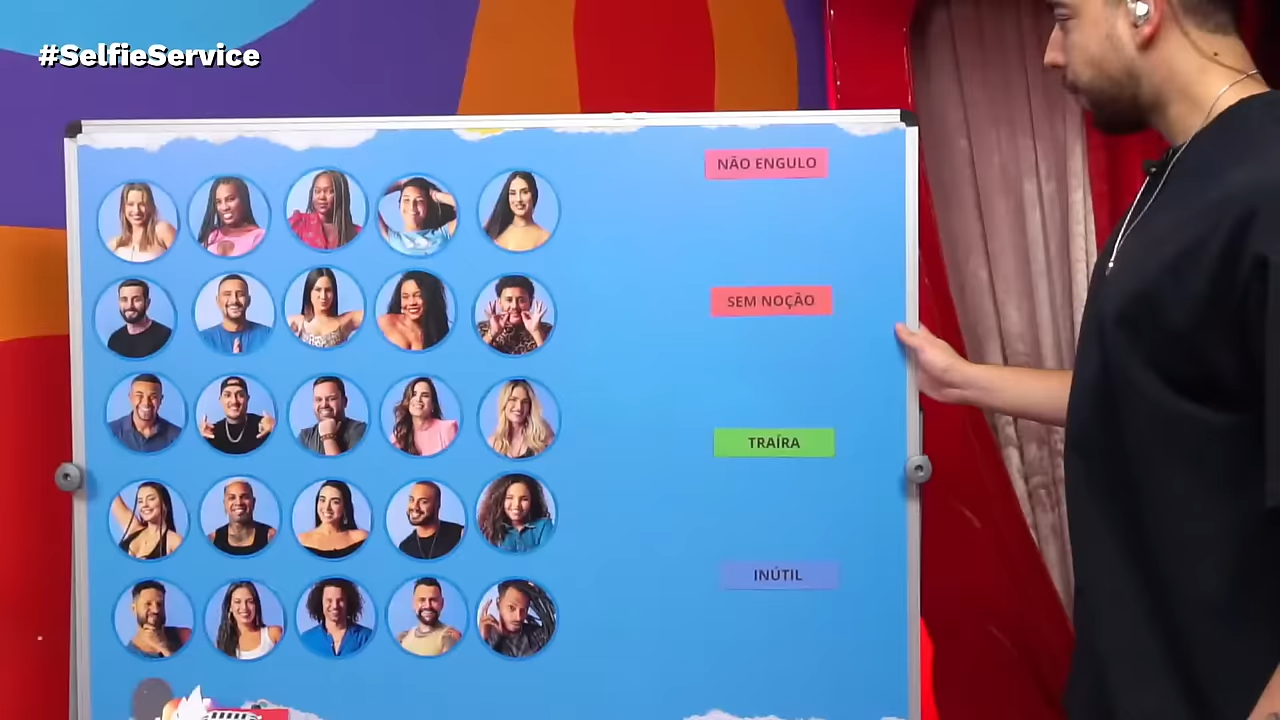 #SelfieService
NÃO ENGULO
SEM NOÇÃO
TRAÍRA
INÚTIL